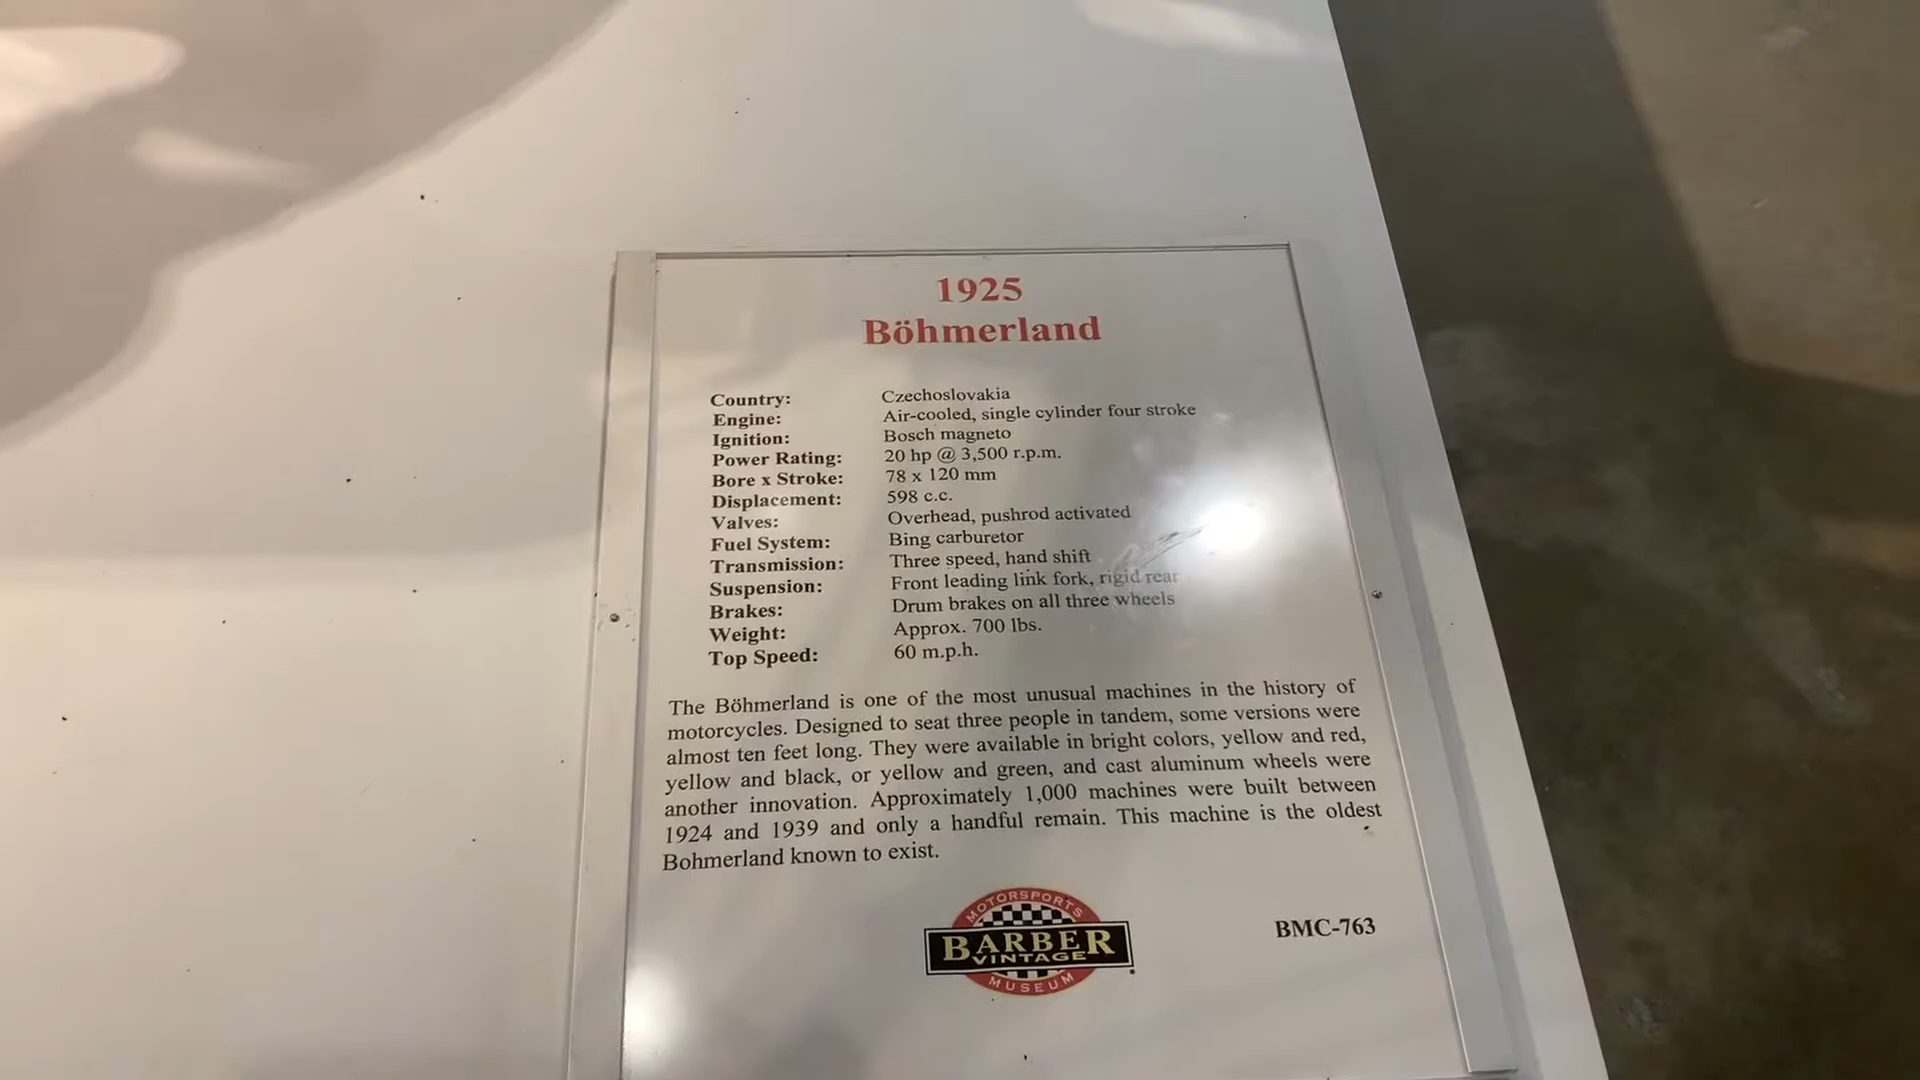 1925
Böhmerland
Country: Czechoslovakia
Engine: Air-cooled, single cylinder four stroke
Ignition: Bosch magneto
Power Rating: 20 hp @ 3,500 r.p.m.
Bore x Stroke: 78 x 120 mm
Displacement: 598 c.c.
Valves: Overhead, pushrod activated
Fuel System: Bing carburetor
Transmission: Three speed, hand shift
Suspension: Front leading link fork, rigid rear
Brakes: Drum brakes on all three wheels
Weight: Approx. 700 lbs.
Top Speed: 60 m.p.h.
The Böhmerland is one of the most unusual machines in the history of
motorcycles. Designed to seat three people in tandem, some versions were
almost ten feet long. They were available in bright colors, yellow and red,
yellow and black, or yellow and green, and cast aluminum wheels were
another innovation. Approximately 1,000 machines were built between
1924 and 1939 and only a handful remain. This machine is the oldest
Bohmerland known to exist.
MOTORSPORTS
BARBER
VINTAGE
MUSEUM
BMC-763